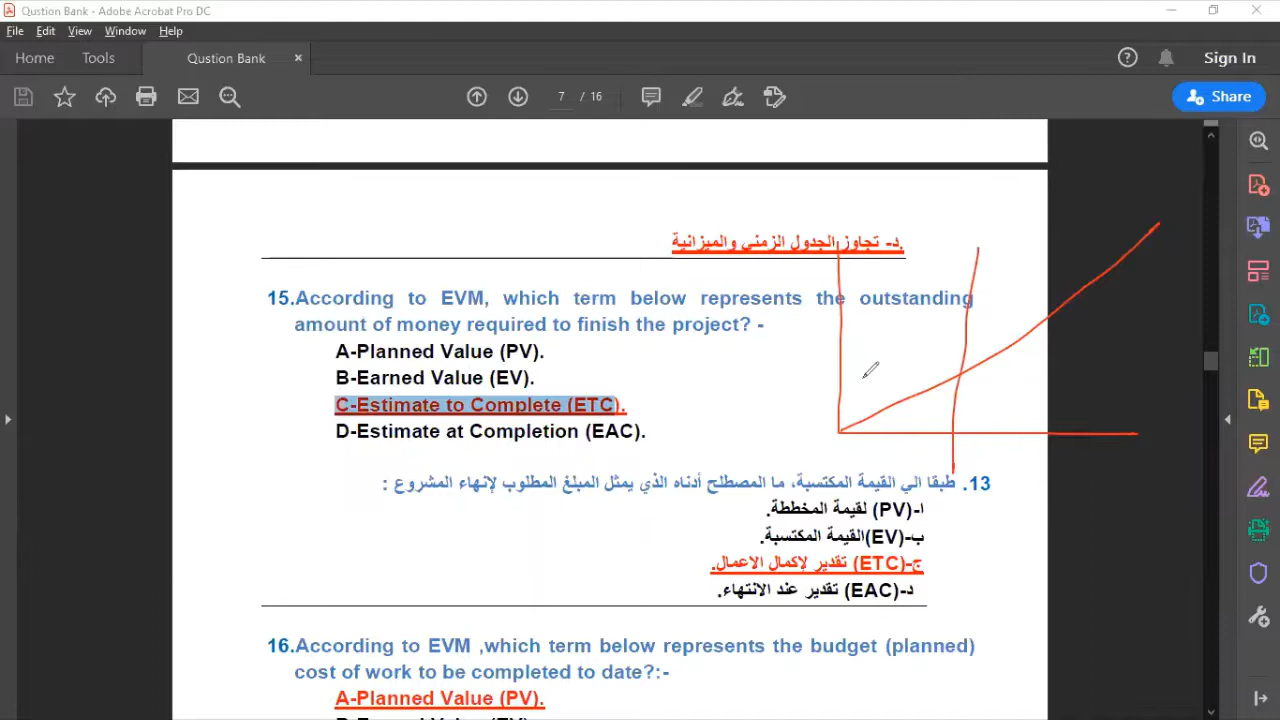 Qustion Bank - Adobe Acrobat Pro DC
File Edit View Window Help
Home Tools Qustion Bank × Sign In
7 / 16 Share
د- تجاوز الجدول الزمني والميزانية.
15.According to EVM, which term below represents the outstanding
amount of money required to finish the project? -
A-Planned Value (PV).
B-Earned Value (EV).
C-Estimate to Complete (ETC).
D-Estimate at Completion (EAC).
13. طبقا الي القيمة المكتسبة، ما المصطلح أدناه الذي يمثل المبلغ المطلوب لإنهاء المشروع :
ا-(PV) لقيمة المخططة.
ب-(EV)القيمة المكتسبة.
ج-(ETC) تقدير لإكمال الاعمال.
د-(EAC) تقدير عند الانتهاء.
16.According to EVM ,which term below represents the budget (planned)
cost of work to be completed to date?:-
A-Planned Value (PV).
B-Earned Value (EV).